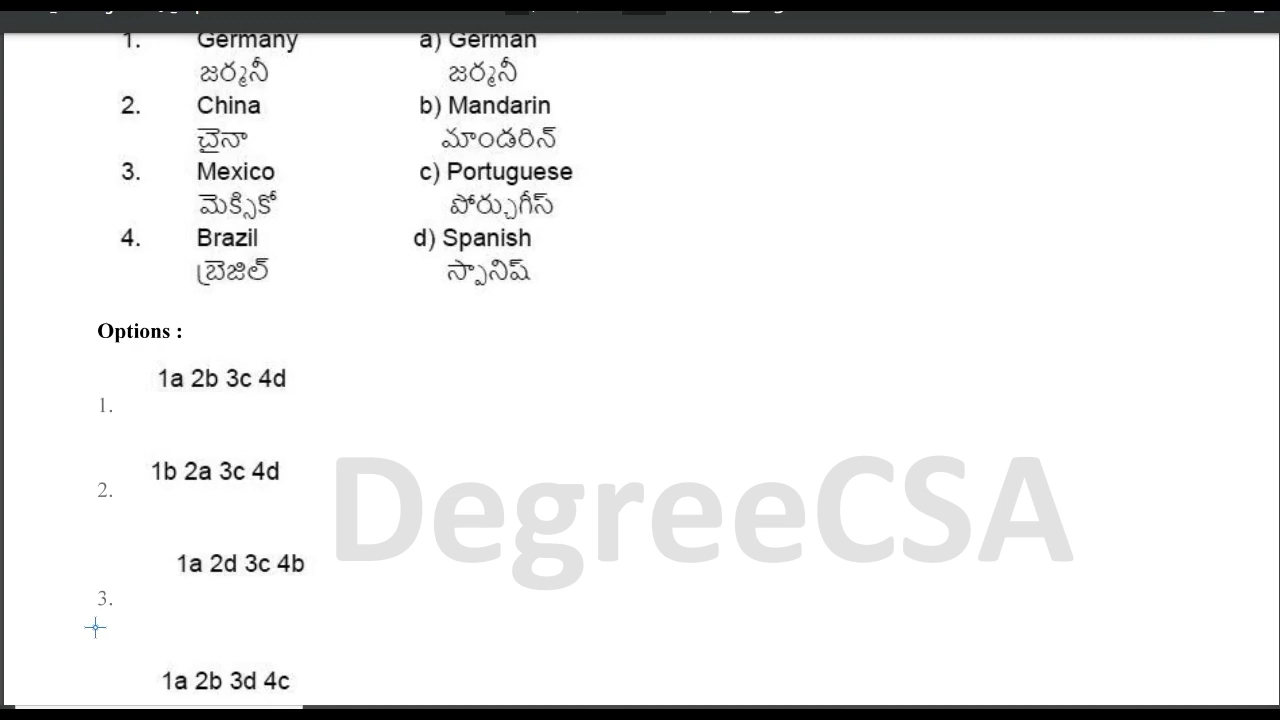 1. Germany a) German
జర్మనీ జర్మనీ
2. China b) Mandarin
చైనా మాండరిన్
3. Mexico c) Portuguese
మెక్సికో పోర్చుగీస్
4. Brazil d) Spanish
బ్రెజిల్ స్పానిష్
Options :
1a 2b 3c 4d
1.
1b 2a 3c 4d
2.
DegreeCSA
1a 2d 3c 4b
3.
1a 2b 3d 4c